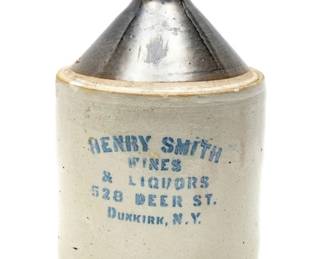 HENRY SMITH
WINES
& LIQUORS
528 DEER ST.
DUNKIRK, N.Y.